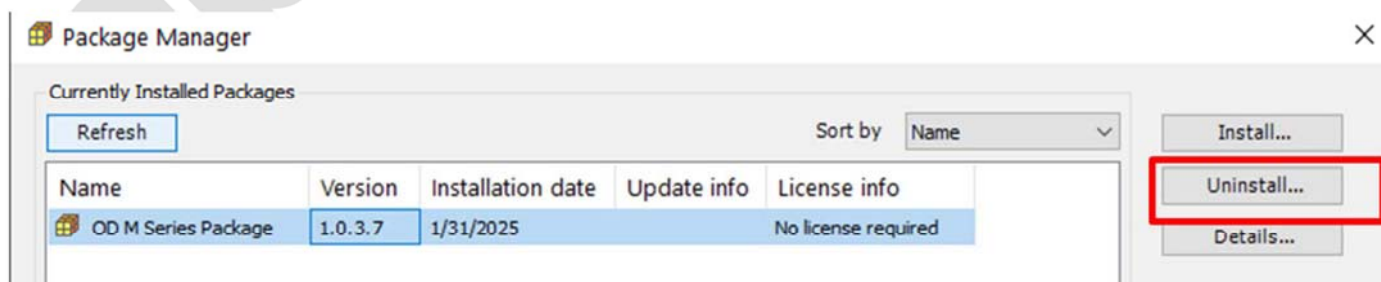 Package Manager
Currently Installed Packages
Refresh Sort by Name Install...
Name Version Installation date Update info License info Uninstall...
OD M Series Package 1.0.3.7 1/31/2025 No license required
Details...